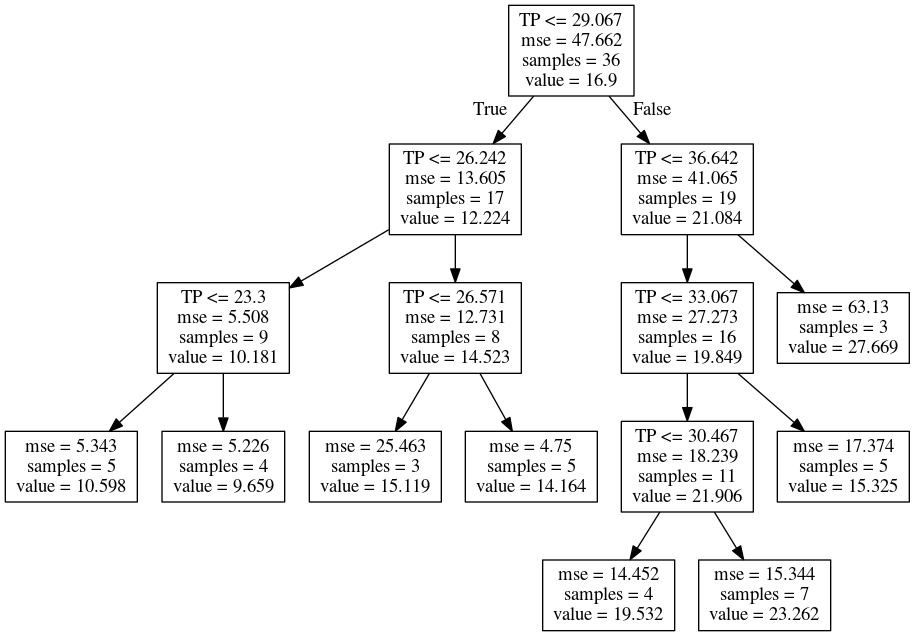 TP <= 29.067
mse = 47.662
samples = 36
value = 16.9
True
False
TP <= 26.242
mse = 13.605
samples = 17
value = 12.224
TP <= 36.642
mse = 41.065
samples = 19
value = 21.084
TP <= 23.3
mse = 5.508
samples = 9
value = 10.181
TP <= 26.571
mse = 12.731
samples = 8
value = 14.523
TP <= 33.067
mse = 27.273
samples = 16
value = 19.849
mse = 63.13
samples = 3
value = 27.669
mse = 5.343
samples = 5
value = 10.598
mse = 5.226
samples = 4
value = 9.659
mse = 25.463
samples = 3
value = 15.119
mse = 4.75
samples = 5
value = 14.164
TP <= 30.467
mse = 18.239
samples = 11
value = 21.906
mse = 17.374
samples = 5
value = 15.325
mse = 14.452
samples = 4
value = 19.532
mse = 15.344
samples = 7
value = 23.262